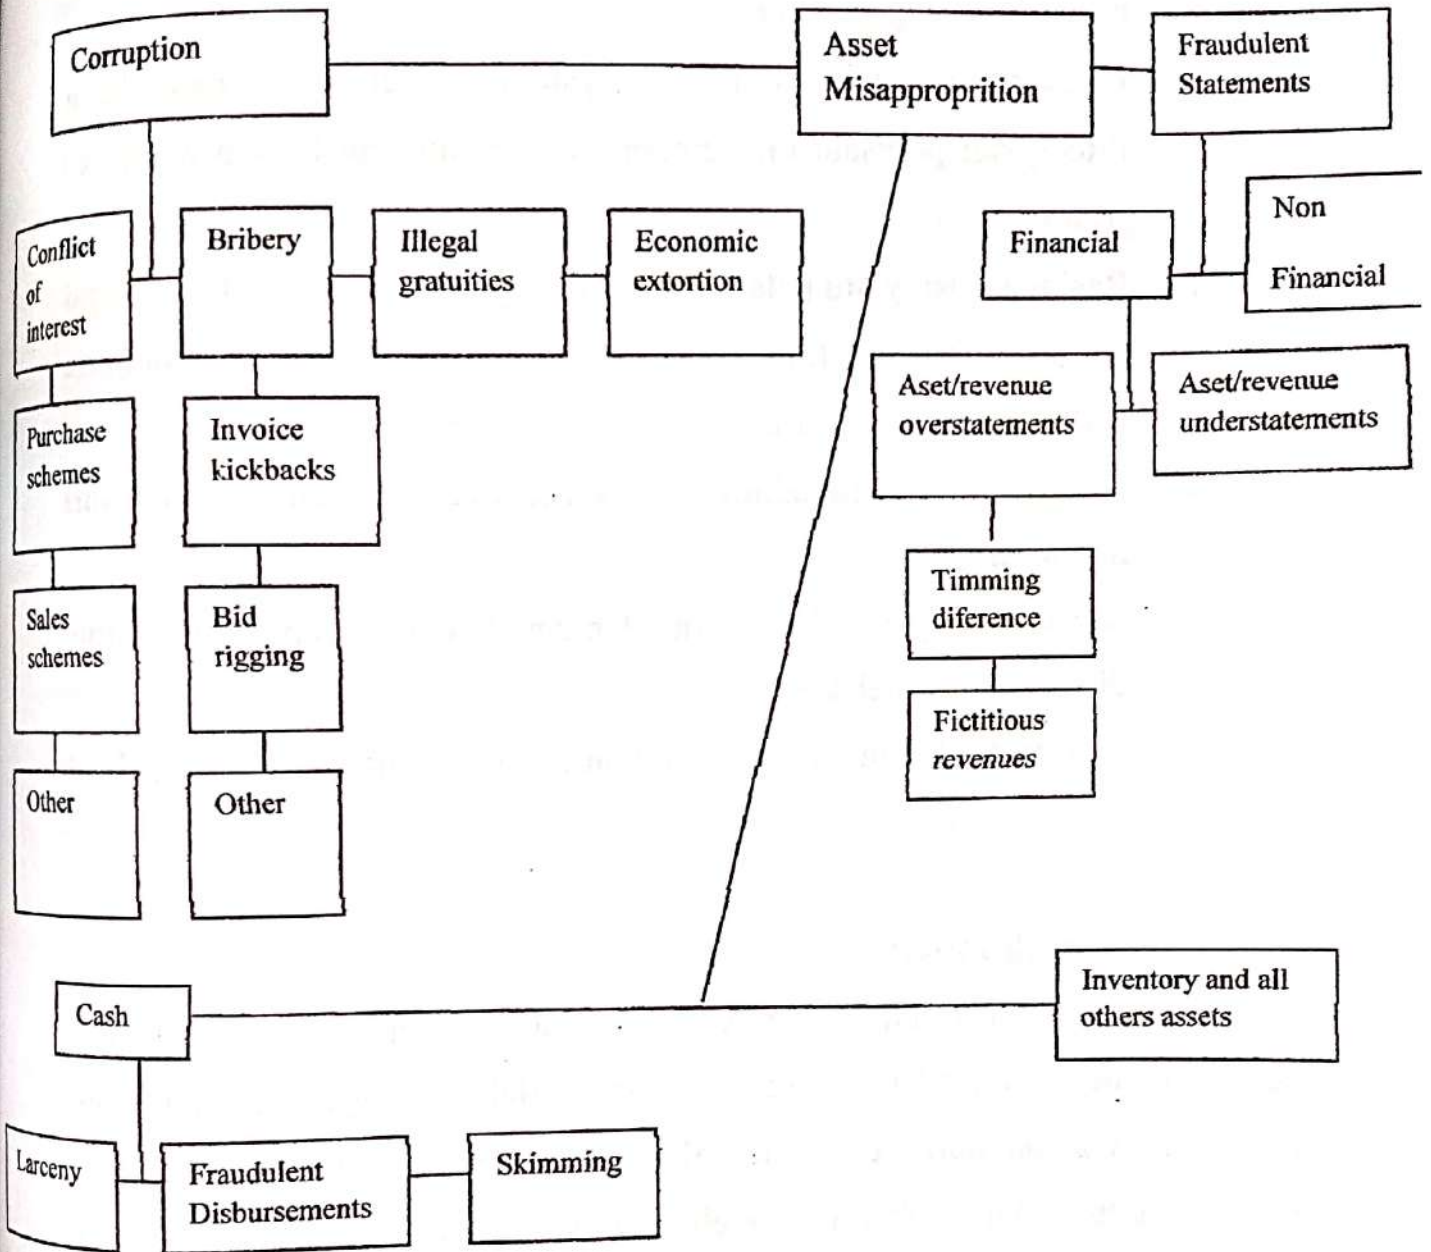 Corruption
Asset
Misapproprition
Fraudulent
Statements
Conflict
of
interest
Bribery
Illegal
gratuities
Economic
extortion
Financial
Non
Financial
Purchase
schemes
Invoice
kickbacks
Aset/revenue
overstatements
Aset/revenue
understatements
Sales
schemes
Bid
rigging
Timming
diference
Fictitious
revenues
Other
Other
Cash
Inventory and all
others assets
Larceny
Fraudulent
Disbursements
Skimming